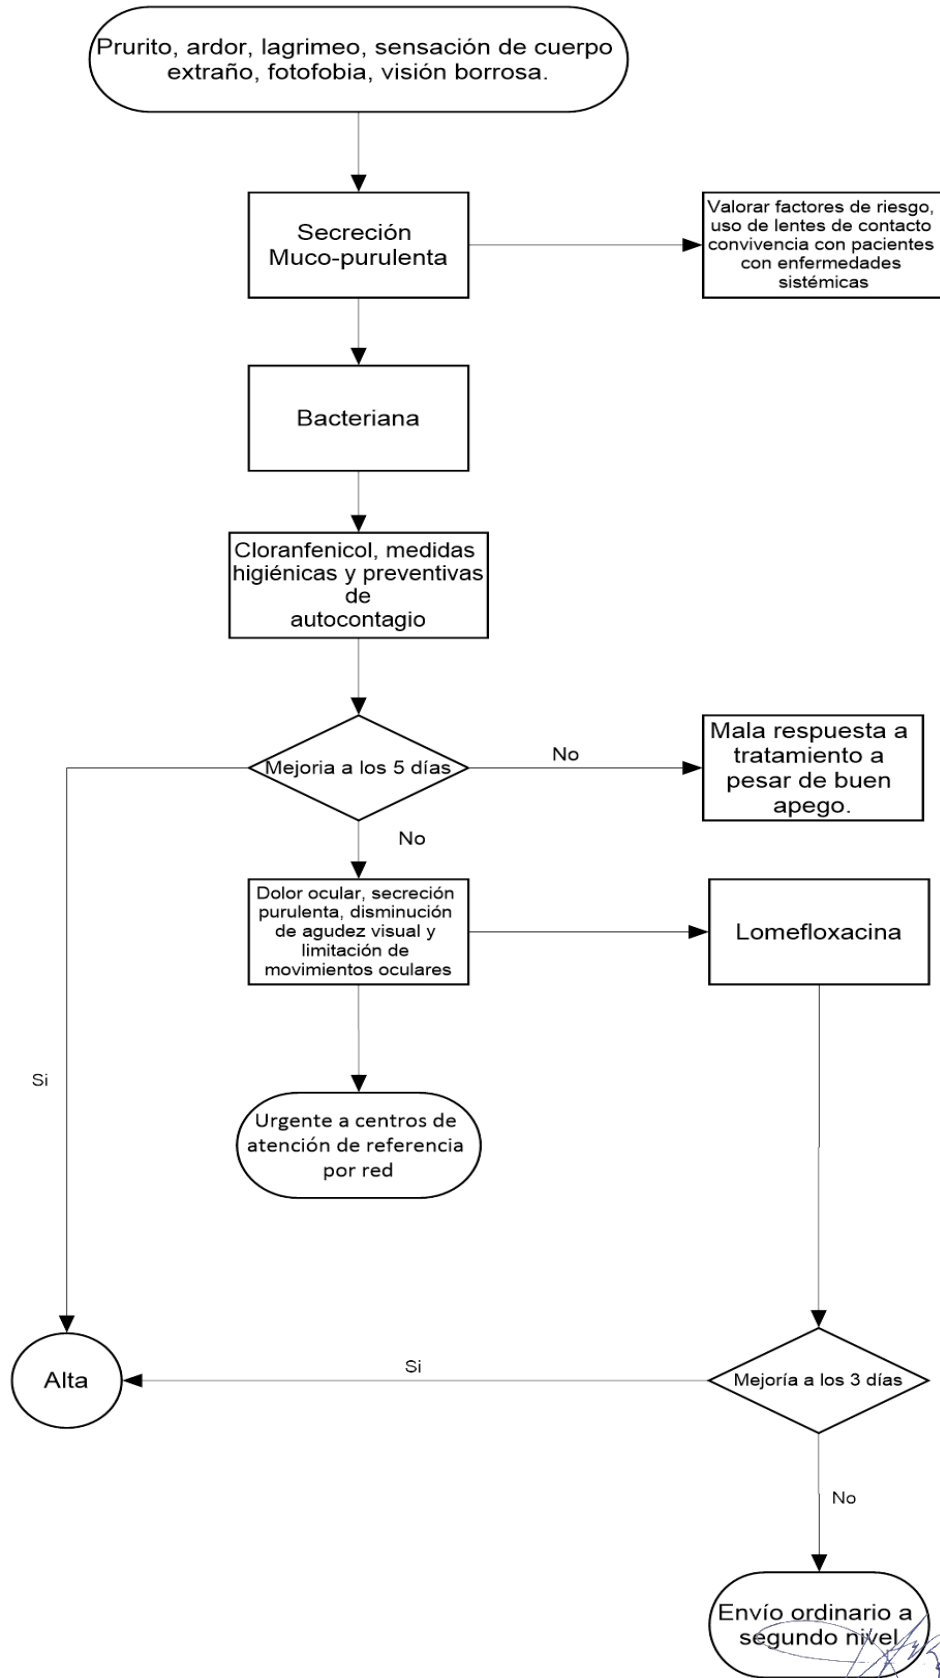 Prurito, ardor, lagrimeo, sensación de cuerpo
extraño, fotofobia, visión borrosa.
Secreción
Muco-purulenta
Valorar factores de riesgo,
uso de lentes de contacto
convivencia con pacientes
con enfermedades
sistémicas
Bacteriana
Cloranfenicol, medidas
higiénicas y preventivas
de
autocontagio
Mejoria a los 5 días
No
Mala respuesta a
tratamiento a
pesar de buen
apego.
No
Dolor ocular, secreción
purulenta, disminución
de agudez visual y
limitación de
movimientos oculares
Lomefloxacina
Si
Urgente a centros de
atención de referencia
por red
Alta
Si
Mejoría a los 3 días
No
Envío ordinario a
segundo nivel